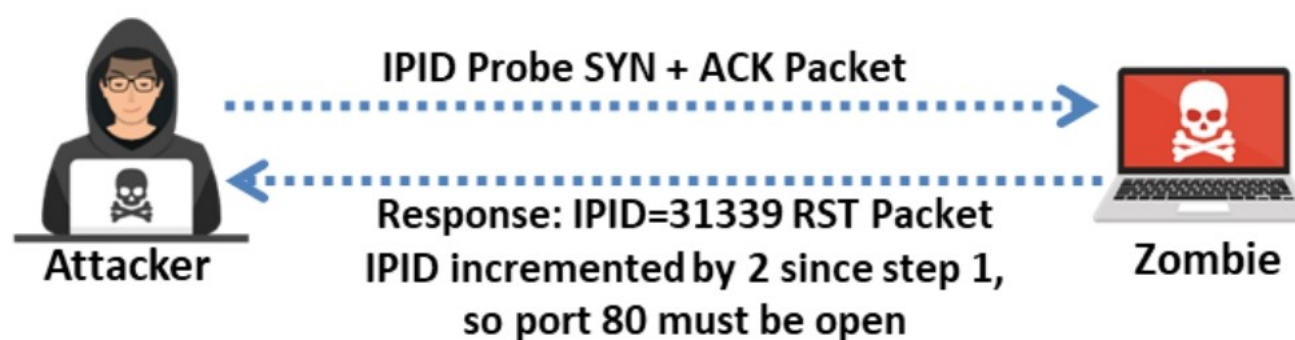 IPID Probe SYN + ACK Packet
Response: IPID=31339 RST Packet
IPID incremented by 2 since step 1,
so port 80 must be open
Attacker
Zombie